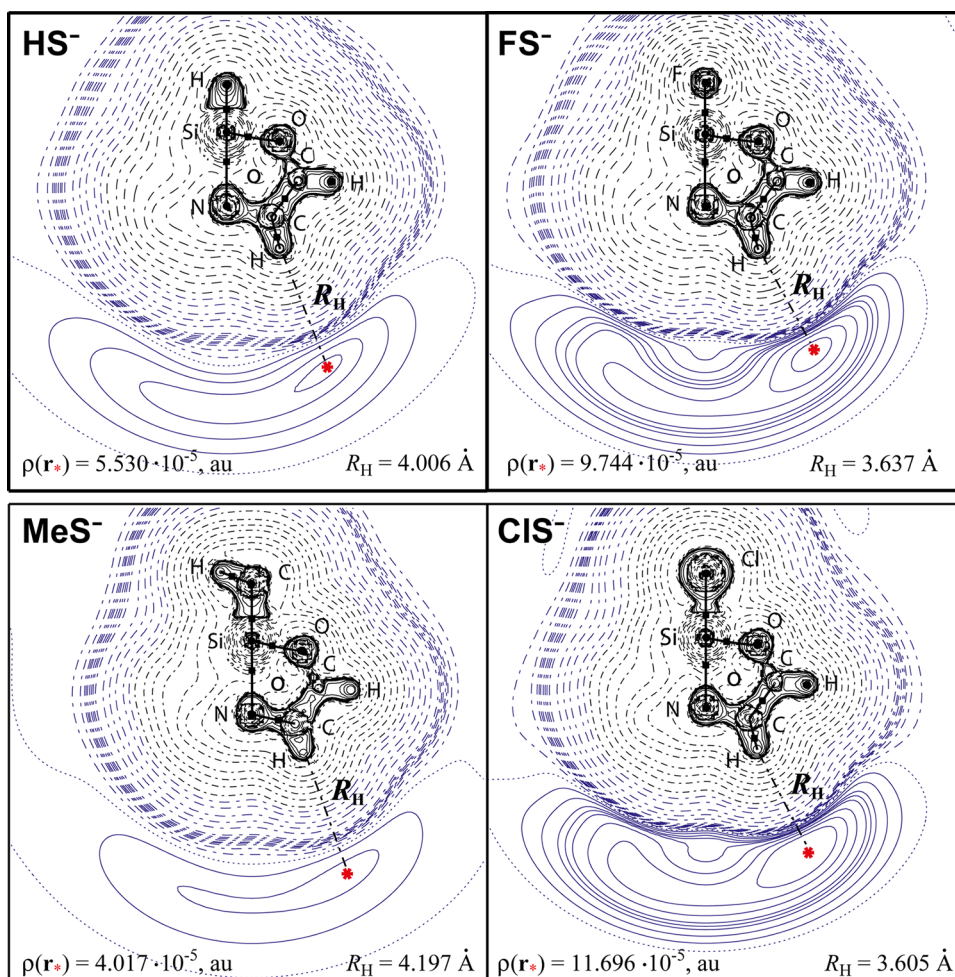 HS⁻
H
Si
O
C
O
H
N
C
H
R_H
ρ(r*) = 5.530 ·10⁻⁵, au R_H = 4.006 Å
FS⁻
F
Si
O
C
O
H
N
C
H
R_H
ρ(r*) = 9.744 ·10⁻⁵, au R_H = 3.637 Å
MeS⁻
H
C
Si
O
C
O
H
N
C
H
R_H
ρ(r*) = 4.017 ·10⁻⁵, au R_H = 4.197 Å
ClS⁻
Cl
Si
O
C
O
H
N
C
H
R_H
ρ(r*) = 11.696 ·10⁻⁵, au R_H = 3.605 Å